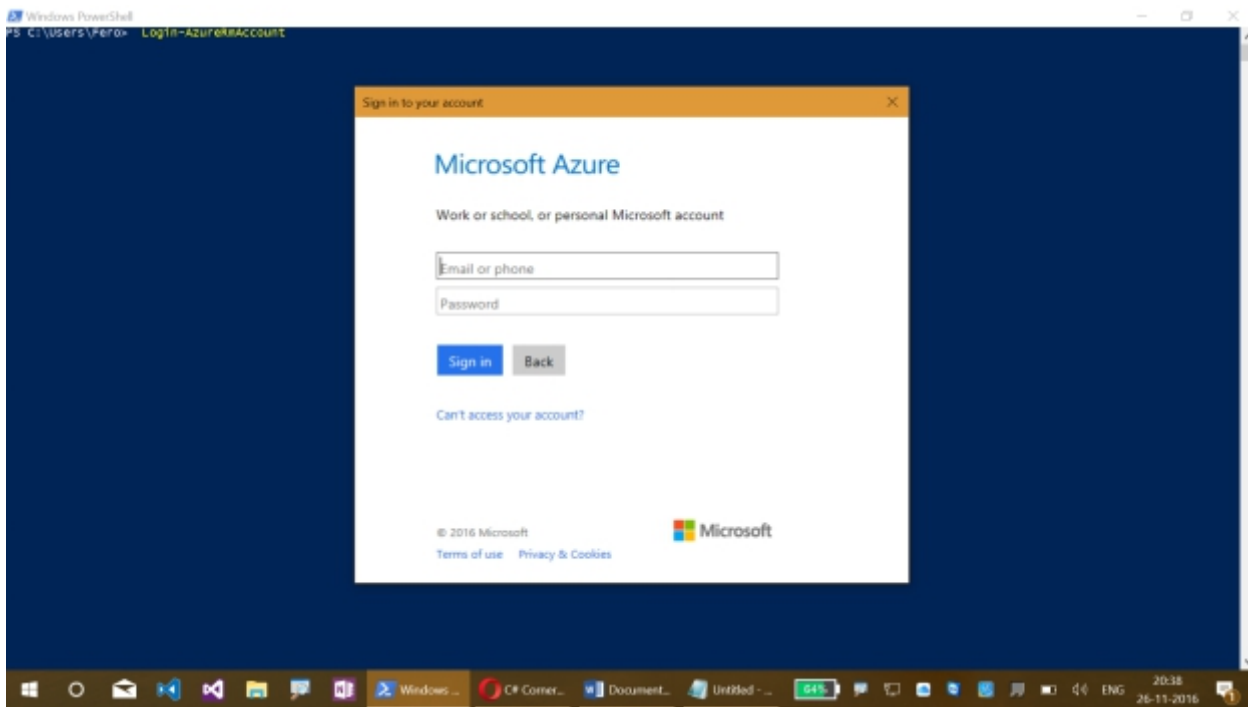 Windows PowerShell
PS C:\Users\Fero> Login-AzureRmAccount
Sign in to your account
Microsoft Azure
Work or school, or personal Microsoft account
Email or phone
Password
Sign in Back
Can't access your account?
© 2016 Microsoft
Microsoft
Terms of use Privacy & Cookies
Windows ... C# Corner... Document... Untitled - ... 64% ENG 20:38
26-11-2016